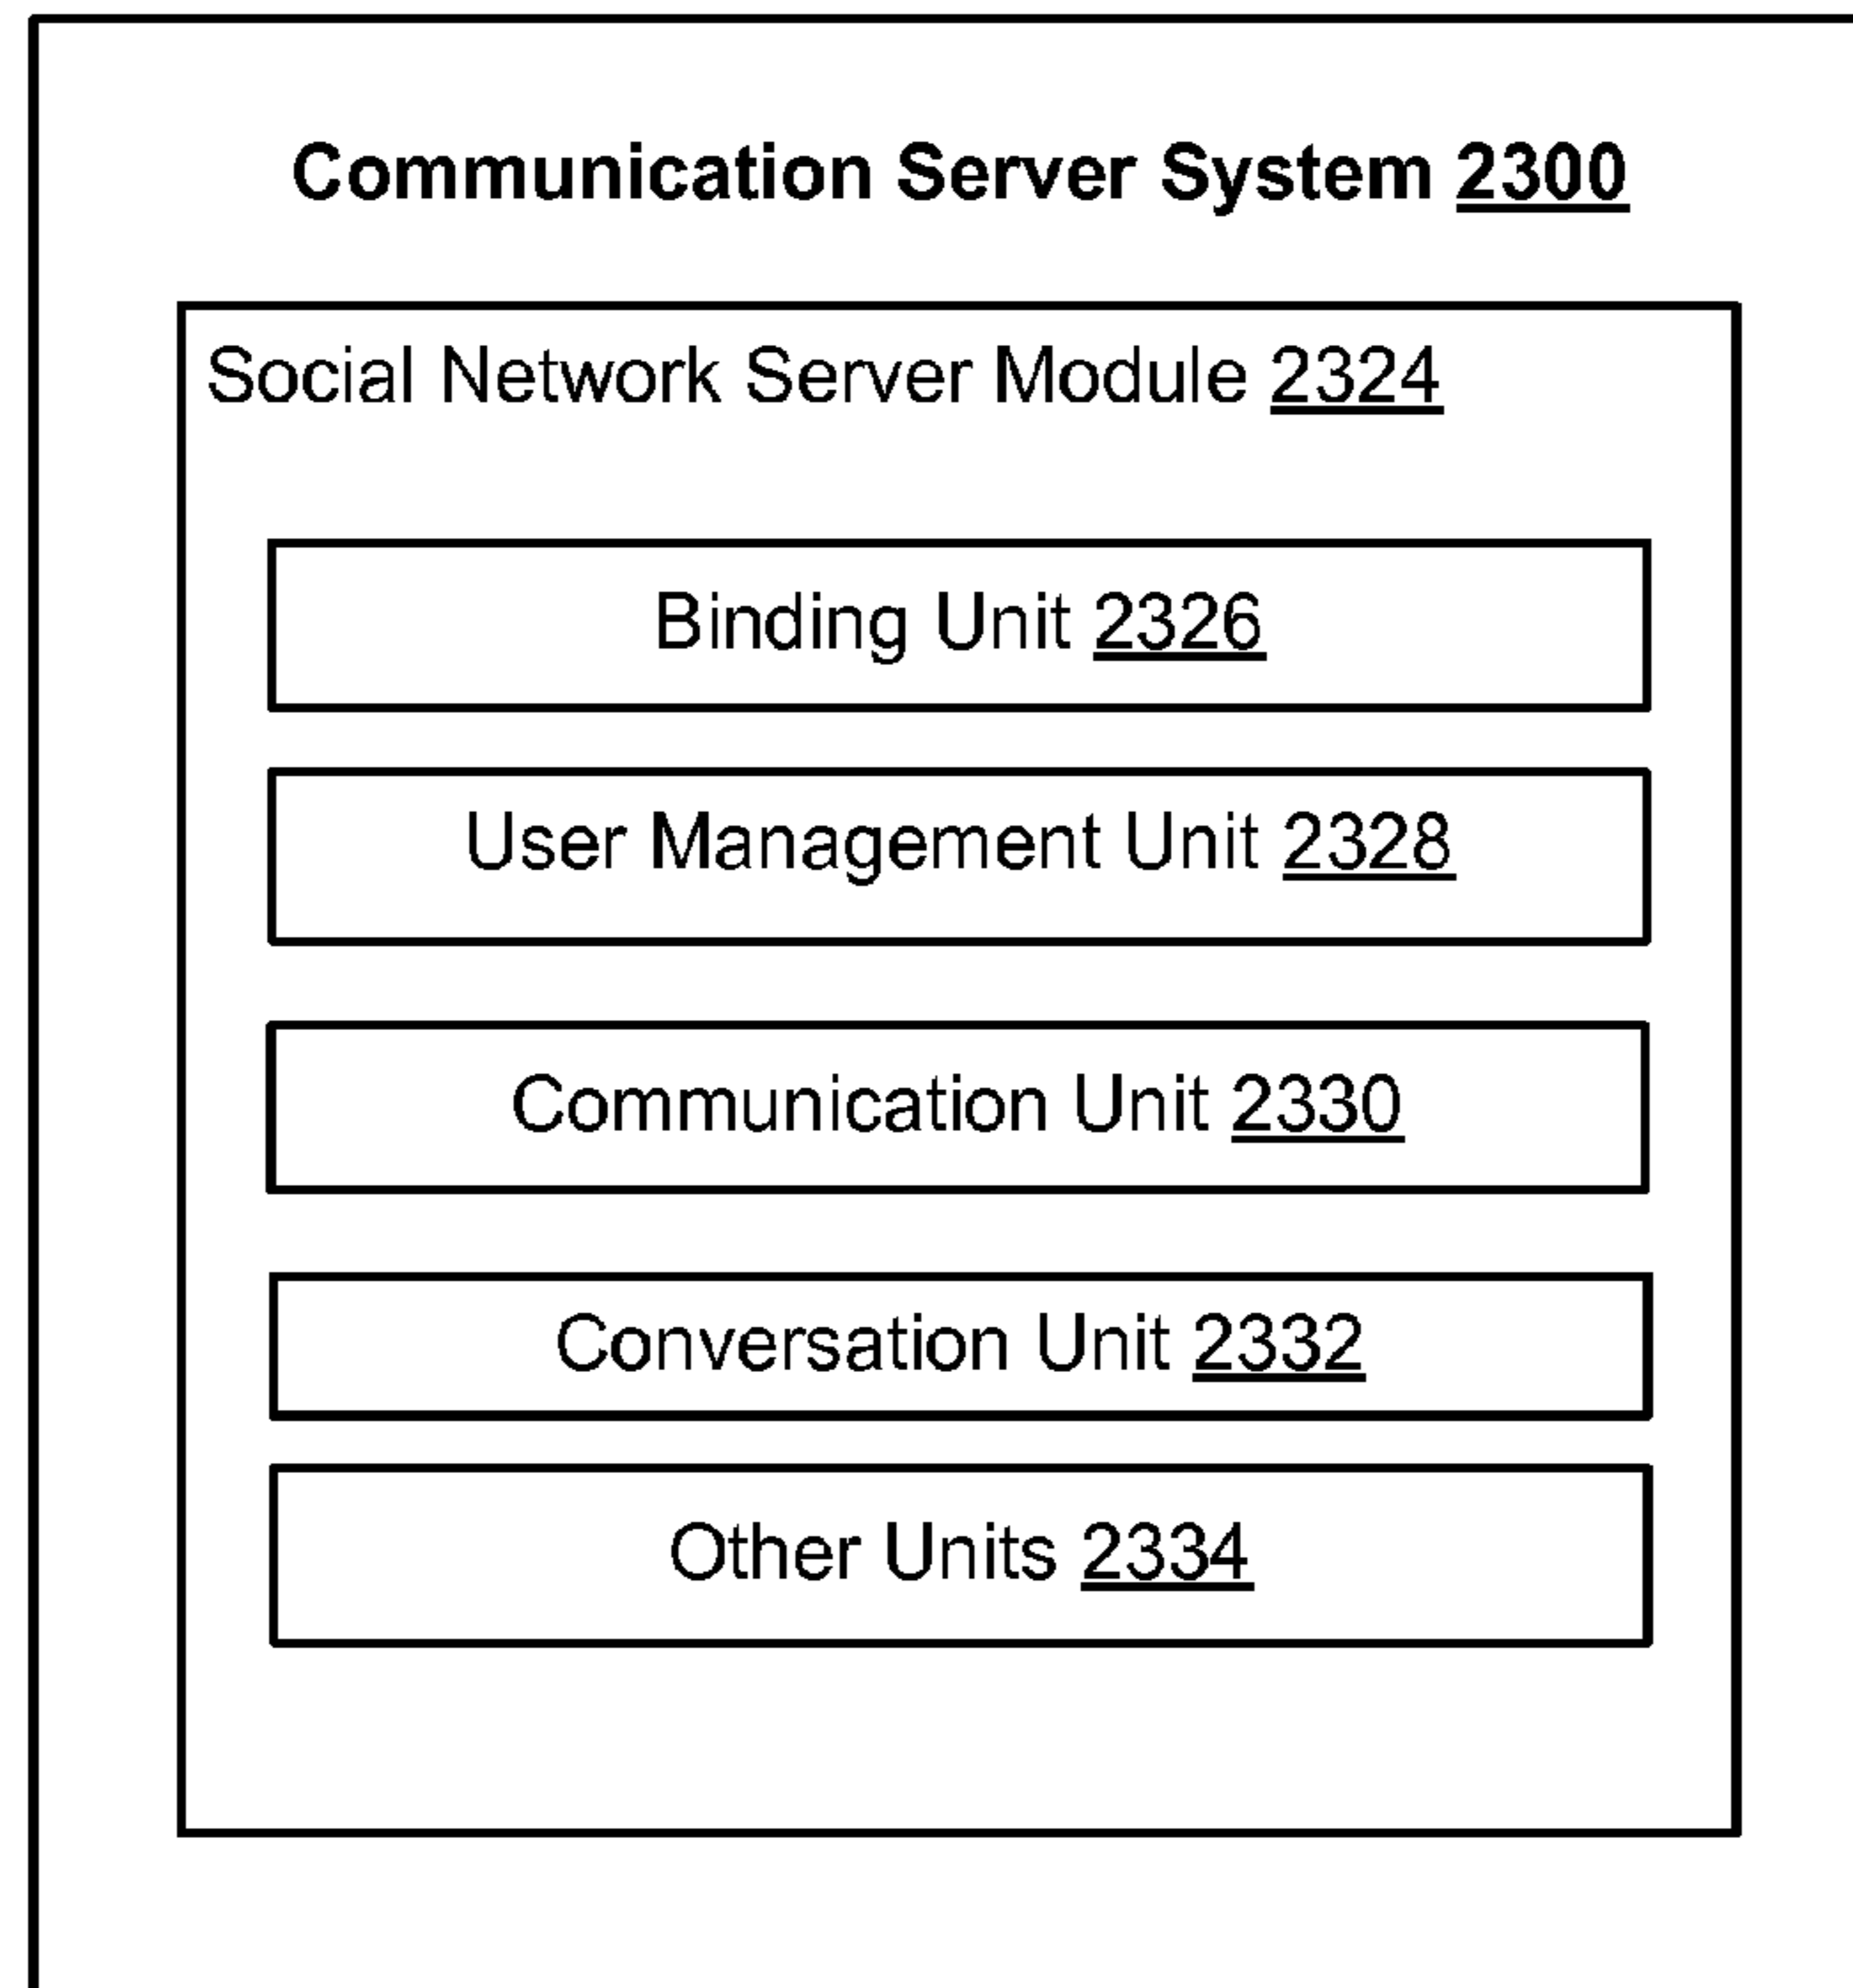 Communication Server System 2300
Social Network Server Module 2324
Binding Unit 2326
User Management Unit 2328
Communication Unit 2330
Conversation Unit 2332
Other Units 2334